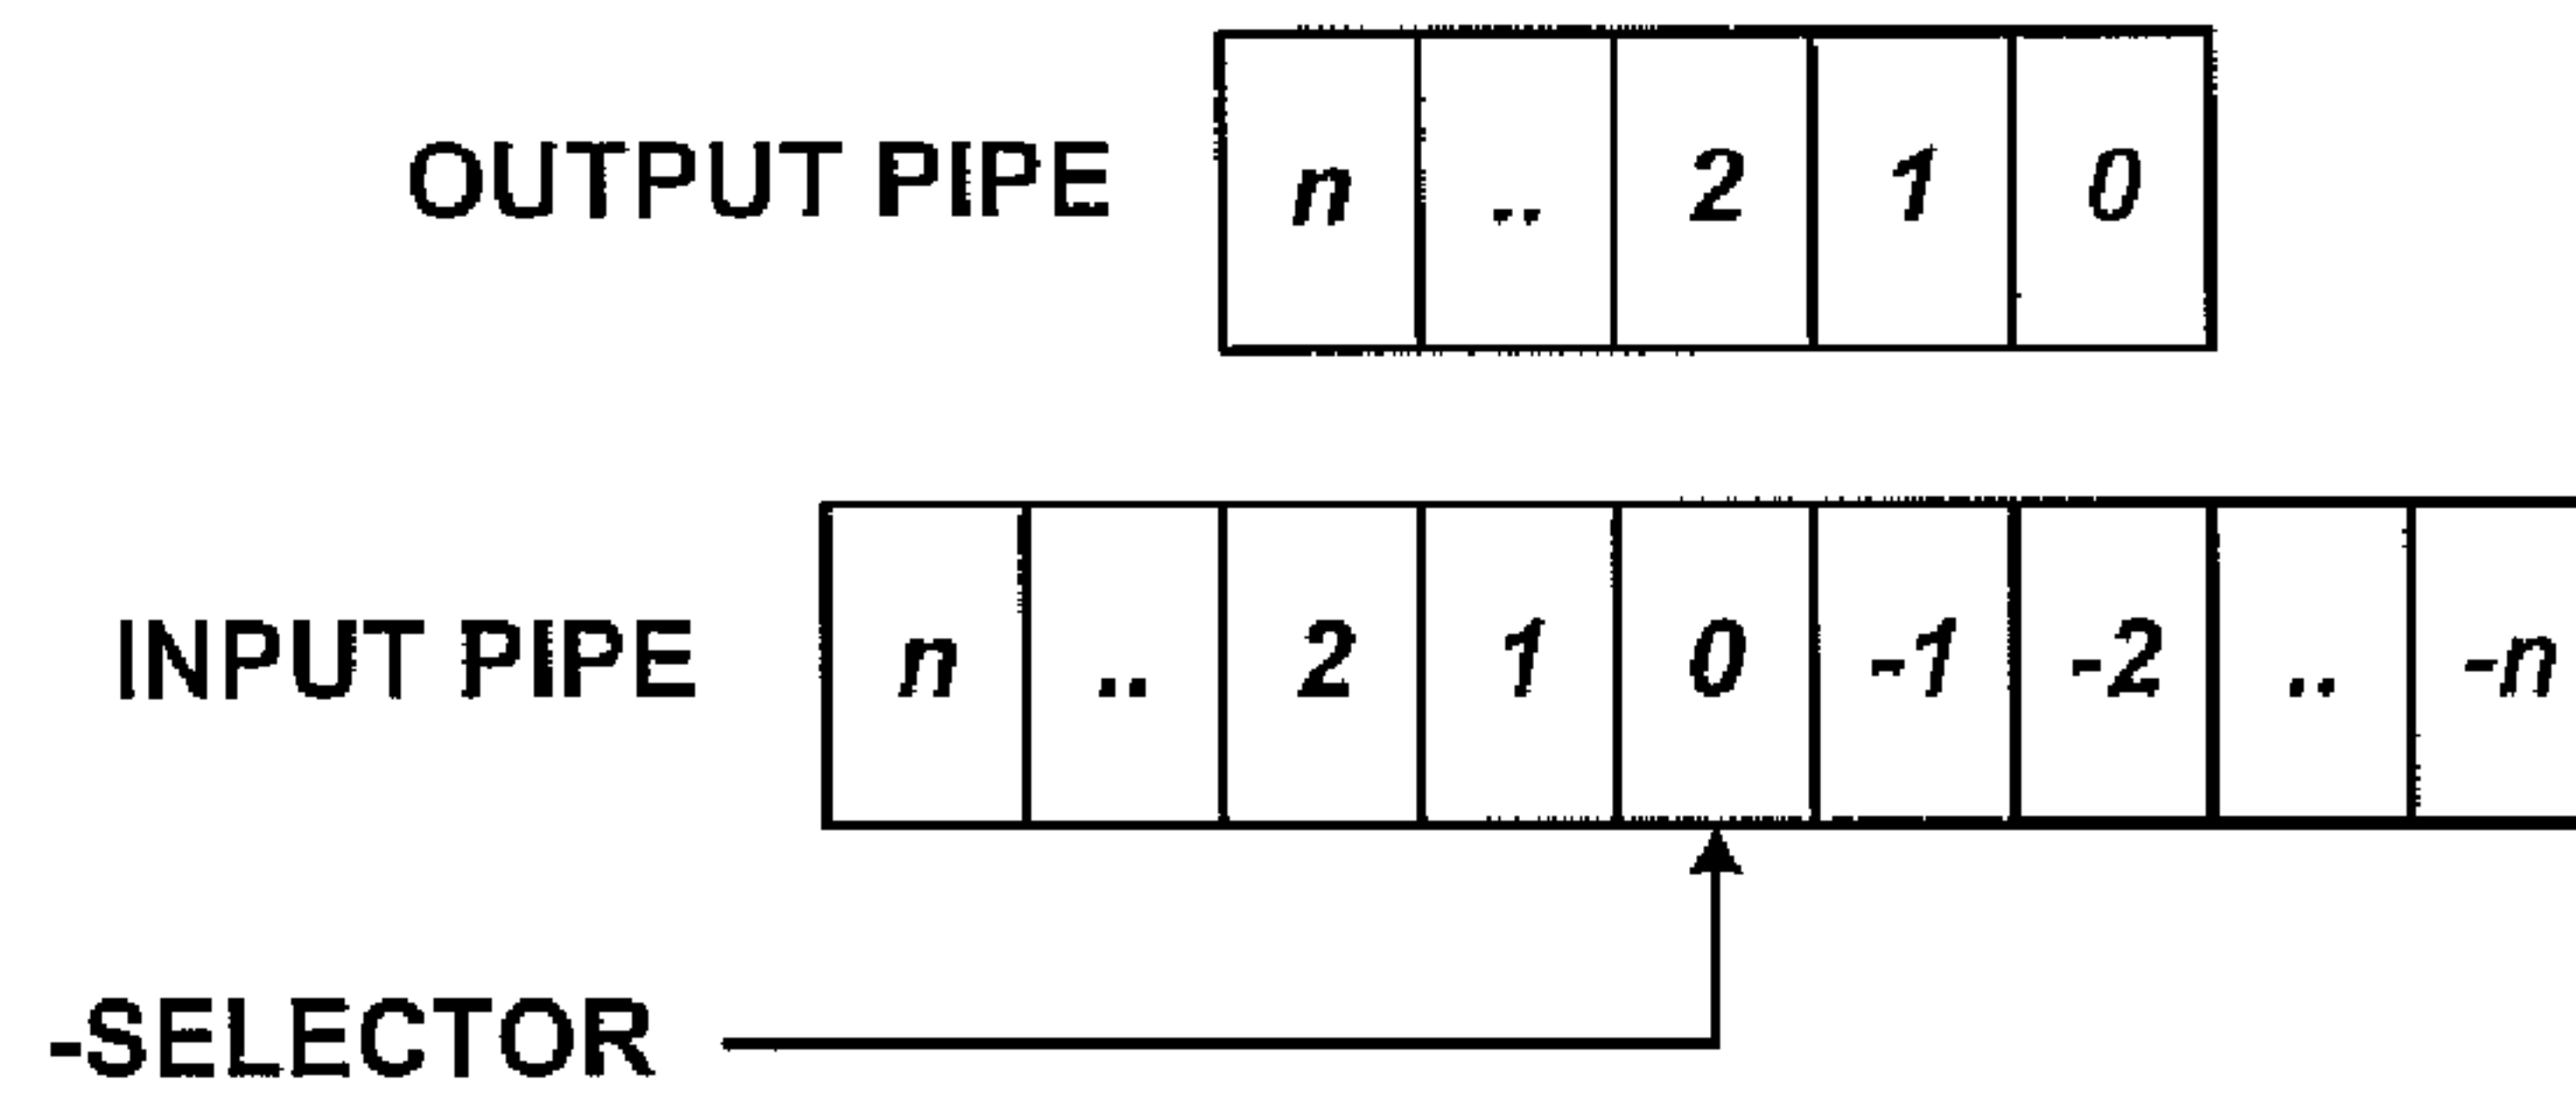 OUTPUT PIPE n .. 2 1 0
INPUT PIPE n .. 2 1 0 -1 -2 .. -n
-SELECTOR